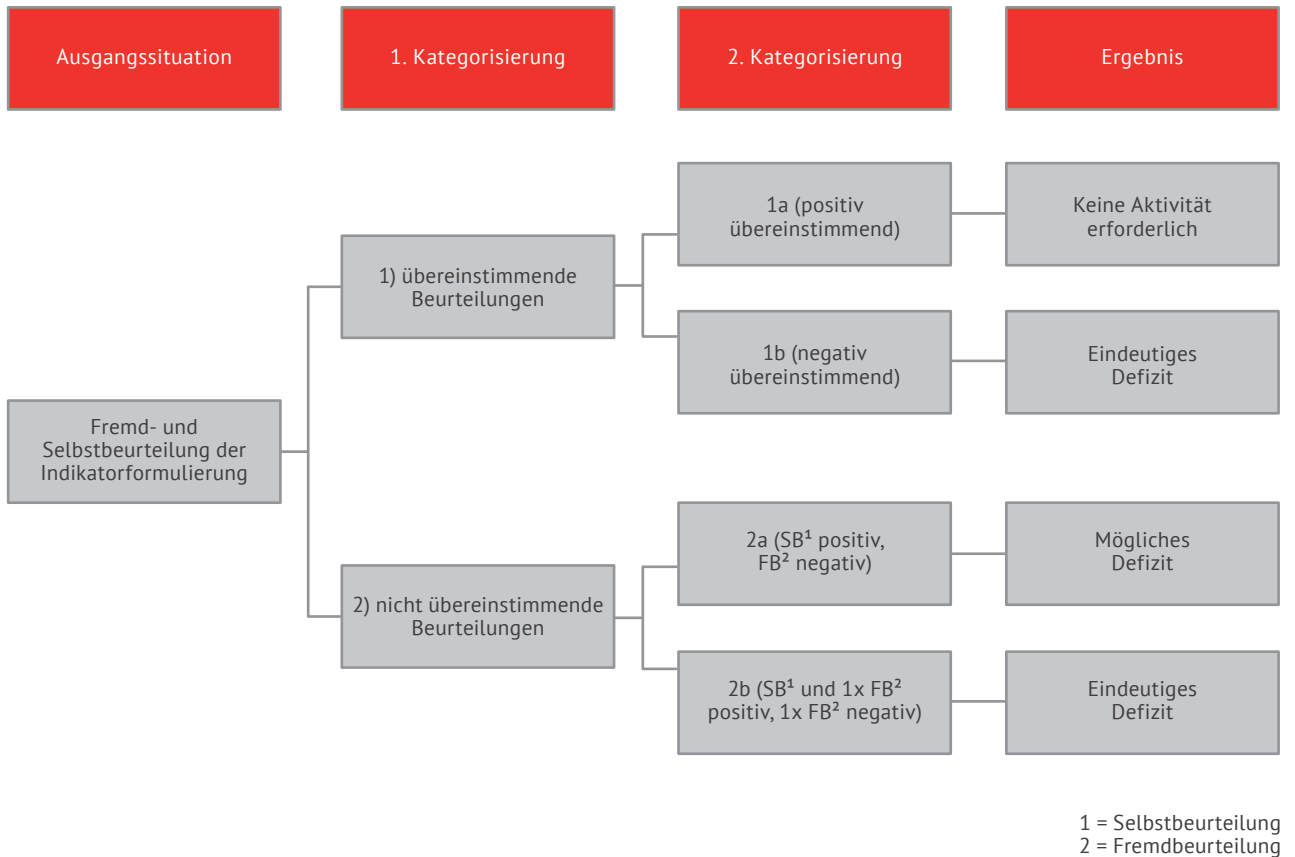 Ausgangssituation
1. Kategorisierung
2. Kategorisierung
Ergebnis
1a (positiv
übereinstimmend)
Keine Aktivität
erforderlich
1) übereinstimmende
Beurteilungen
1b (negativ
übereinstimmend)
Eindeutiges
Defizit
Fremd- und
Selbstbeurteilung der
Indikatorformulierung
2a (SB¹ positiv,
FB² negativ)
Mögliches
Defizit
2) nicht übereinstimmende
Beurteilungen
2b (SB¹ und 1x FB²
positiv, 1x FB² negativ)
Eindeutiges
Defizit
1 = Selbstbeurteilung
2 = Fremdbeurteilung